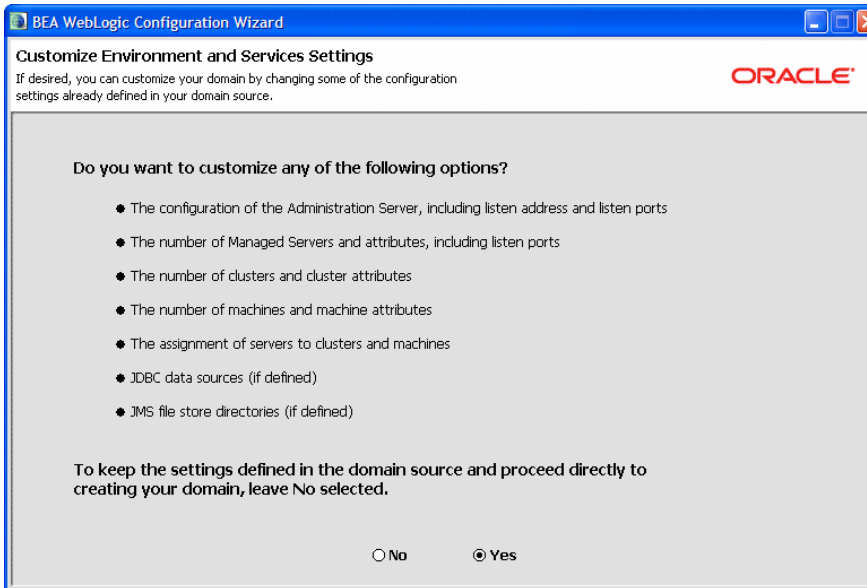 BEA WebLogic Configuration Wizard
Customize Environment and Services Settings
If desired, you can customize your domain by changing some of the configuration
settings already defined in your domain source.
ORACLE
Do you want to customize any of the following options?
The configuration of the Administration Server, including listen address and listen ports
The number of Managed Servers and attributes, including listen ports
The number of clusters and cluster attributes
The number of machines and machine attributes
The assignment of servers to clusters and machines
JDBC data sources (if defined)
JMS file store directories (if defined)
To keep the settings defined in the domain source and proceed directly to
creating your domain, leave No selected.
No Yes